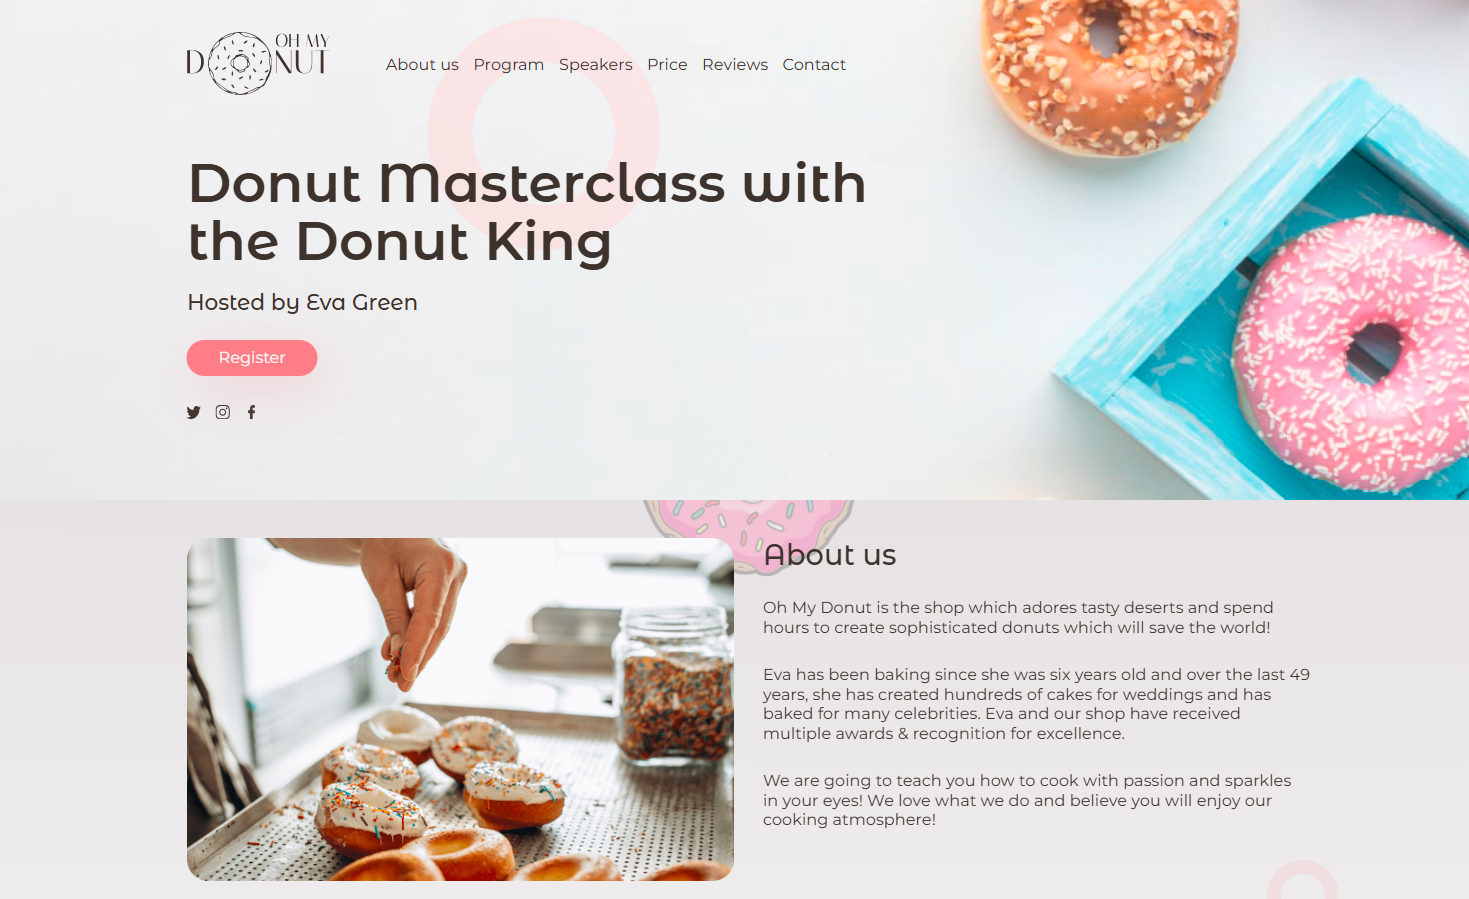 OH MY
DONUT
About us Program Speakers Price Reviews Contact
Donut Masterclass with
the Donut King
Hosted by Eva Green
Register
About us
Oh My Donut is the shop which adores tasty deserts and spend
hours to create sophisticated donuts which will save the world!
Eva has been baking since she was six years old and over the last 49
years, she has created hundreds of cakes for weddings and has
baked for many celebrities. Eva and our shop have received
multiple awards & recognition for excellence.
We are going to teach you how to cook with passion and sparkles
in your eyes! We love what we do and believe you will enjoy our
cooking atmosphere!